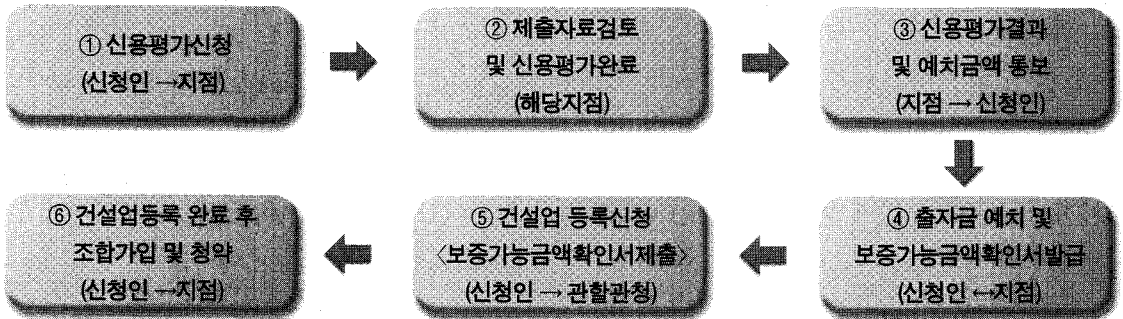 ① 신용평가신청
(신청인 →지점)
② 제출자료검토
및 신용평가완료
(해당지점)
③ 신용평가결과
및 예치금액 통보
(지점 → 신청인)
④ 출자금 예치 및
보증가능금액확인서발급
(신청인 ↔지점)
⑤ 건설업 등록신청
〈보증가능금액확인서제출〉
(신청인 → 관할관청)
⑥ 건설업등록 완료 후
조합가입 및 청약
(신청인 →지점)